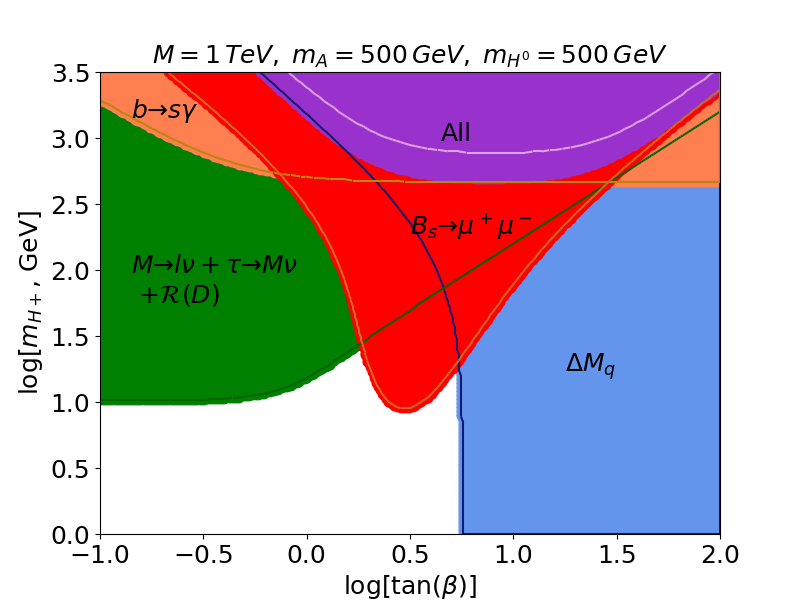 M = 1 TeV, m_A = 500 GeV, m_{H^0} = 500 GeV
3.5
b→sγ
3.0
All
2.5
B_s→μ^+μ^-
M→lν + τ→Mν
2.0
+ℛ(D)
log[m_{H+}, GeV]
1.5
ΔM_q
1.0
0.5
0.0
−1.0 −0.5 0.0 0.5 1.0 1.5 2.0
log[tan(β)]